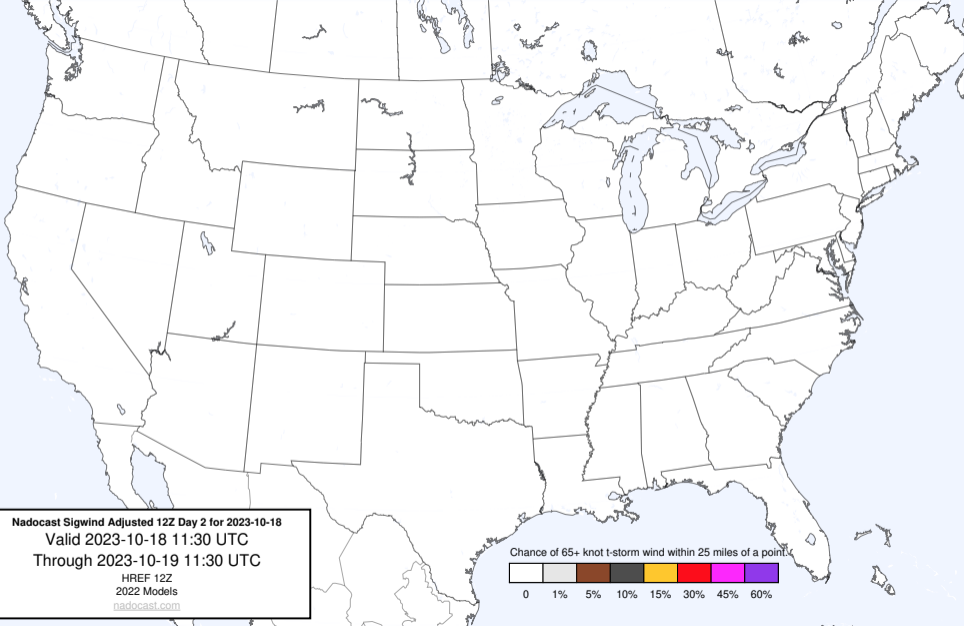 Nadocast Sigwind Adjusted 12Z Day 2 for 2023-10-18
Valid 2023-10-18 11:30 UTC
Through 2023-10-19 11:30 UTC
HREF 12Z
2022 Models
nadocast.com
Chance of 65+ knot t-storm wind within 25 miles of a point.
0 1% 5% 10% 15% 30% 45% 60%